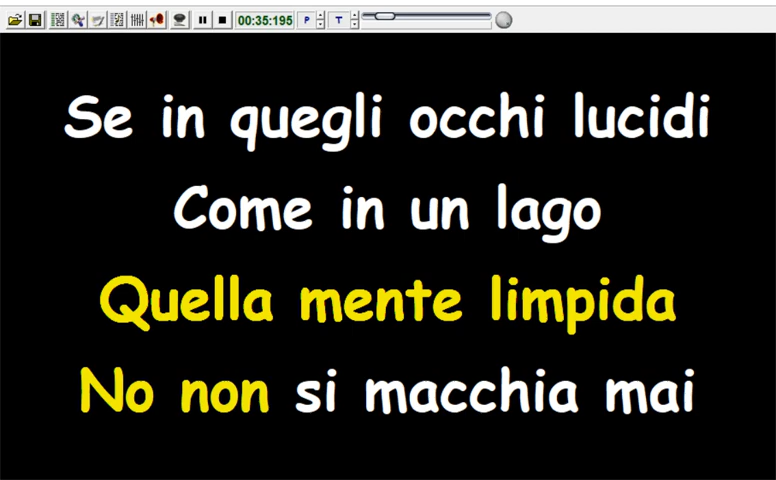 00:35:195
P
T
Se in quegli occhi lucidi
Come in un lago
Quella mente limpida
No non si macchia mai